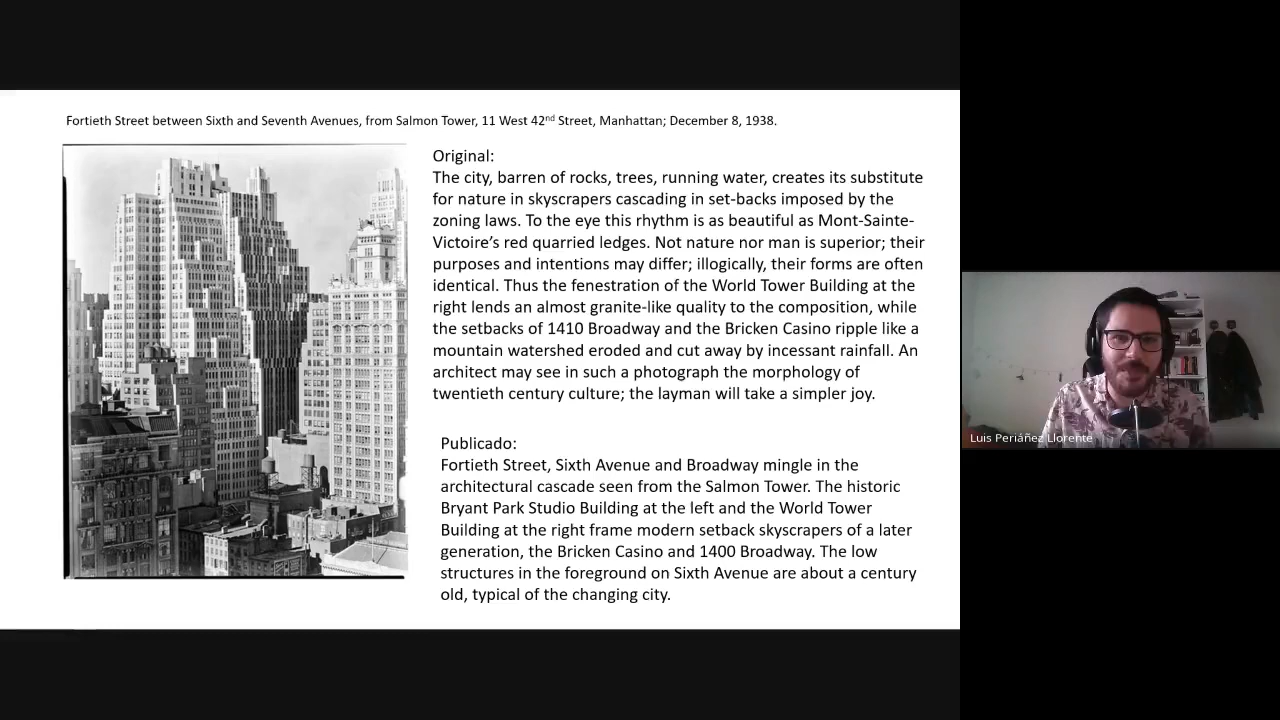 Fortieth Street between Sixth and Seventh Avenues, from Salmon Tower, 11 West 42nd Street, Manhattan; December 8, 1938.
Original:
The city, barren of rocks, trees, running water, creates its substitute
for nature in skyscrapers cascading in set-backs imposed by the
zoning laws. To the eye this rhythm is as beautiful as Mont-Sainte-
Victoire’s red quarried ledges. Not nature nor man is superior; their
purposes and intentions may differ; illogically, their forms are often
identical. Thus the fenestration of the World Tower Building at the
right lends an almost granite-like quality to the composition, while
the setbacks of 1410 Broadway and the Bricken Casino ripple like a
mountain watershed eroded and cut away by incessant rainfall. An
architect may see in such a photograph the morphology of
twentieth century culture; the layman will take a simpler joy.
Publicado:
Fortieth Street, Sixth Avenue and Broadway mingle in the
architectural cascade seen from the Salmon Tower. The historic
Bryant Park Studio Building at the left and the World Tower
Building at the right frame modern setback skyscrapers of a later
generation, the Bricken Casino and 1400 Broadway. The low
structures in the foreground on Sixth Avenue are about a century
old, typical of the changing city.
Luis Periáñez Llorente